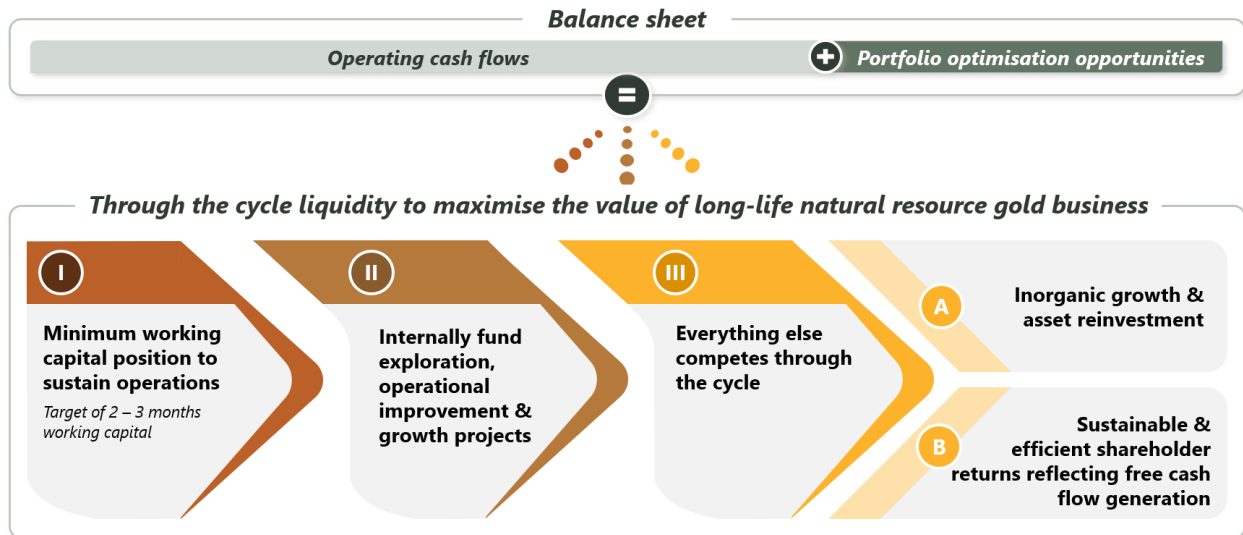 Balance sheet
Operating cash flows
+
Portfolio optimisation opportunities
=
Through the cycle liquidity to maximise the value of long-life natural resource gold business
I
Minimum working
capital position to
sustain operations
Target of 2 – 3 months
working capital
II
Internally fund
exploration,
operational
improvement &
growth projects
III
Everything else
competes through
the cycle
A
Inorganic growth &
asset reinvestment
B
Sustainable &
efficient shareholder
returns reflecting free cash
flow generation